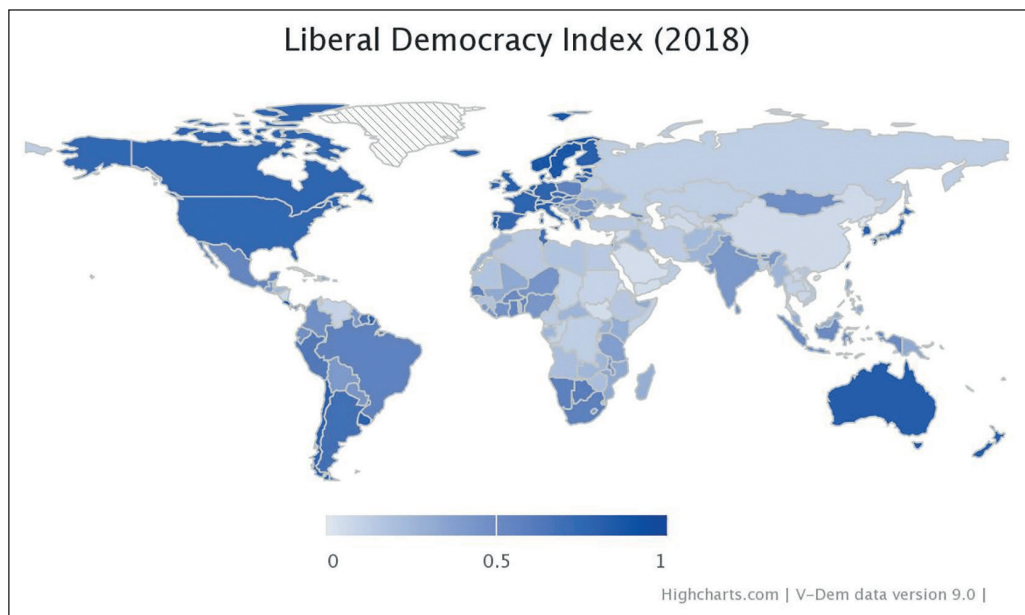 Liberal Democracy Index (2018)
0 0.5 1
Highcharts.com | V-Dem data version 9.0 |